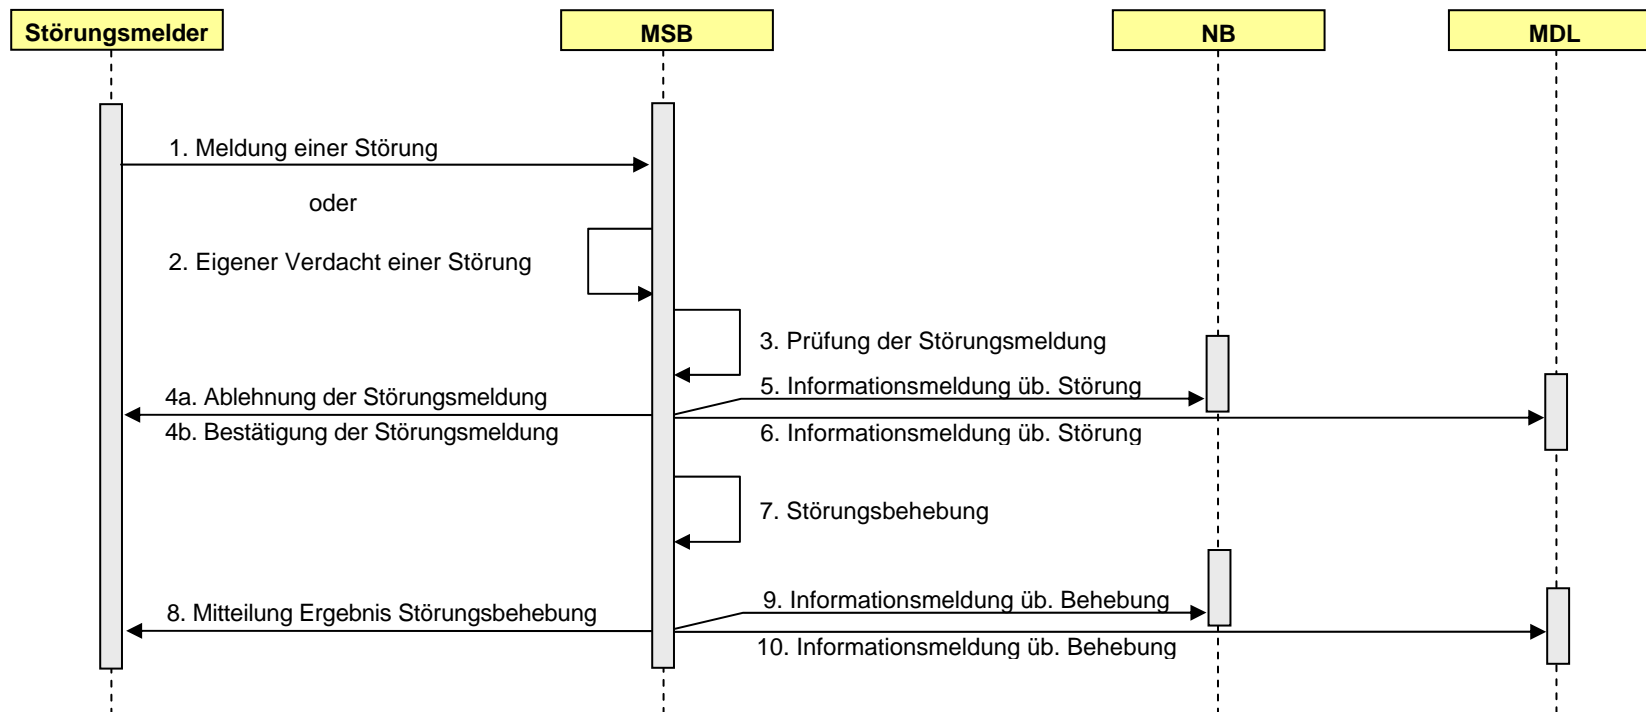 Störungsmelder
MSB
NB
MDL
1. Meldung einer Störung
oder
2. Eigener Verdacht einer Störung
3. Prüfung der Störungsmeldung
4a. Ablehnung der Störungsmeldung
5. Informationsmeldung üb. Störung
4b. Bestätigung der Störungsmeldung
6. Informationsmeldung üb. Störung
7. Störungsbehebung
8. Mitteilung Ergebnis Störungsbehebung
9. Informationsmeldung üb. Behebung
10. Informationsmeldung üb. Behebung